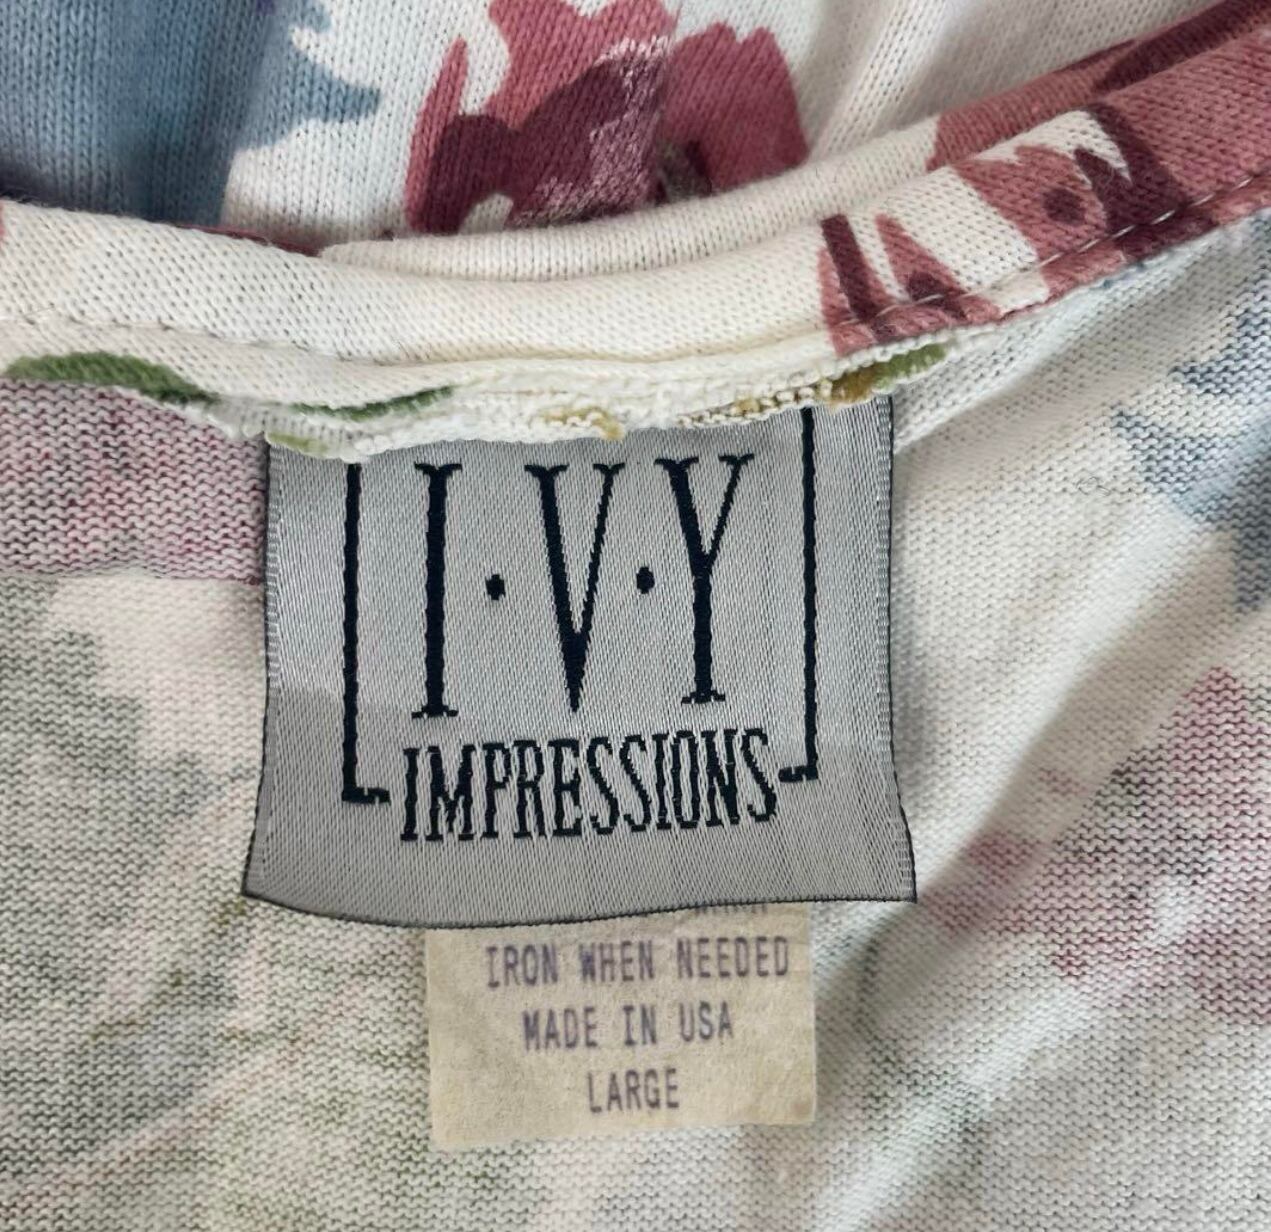 I·V·Y
IMPRESSIONS
IRON WHEN NEEDED
MADE IN USA
LARGE